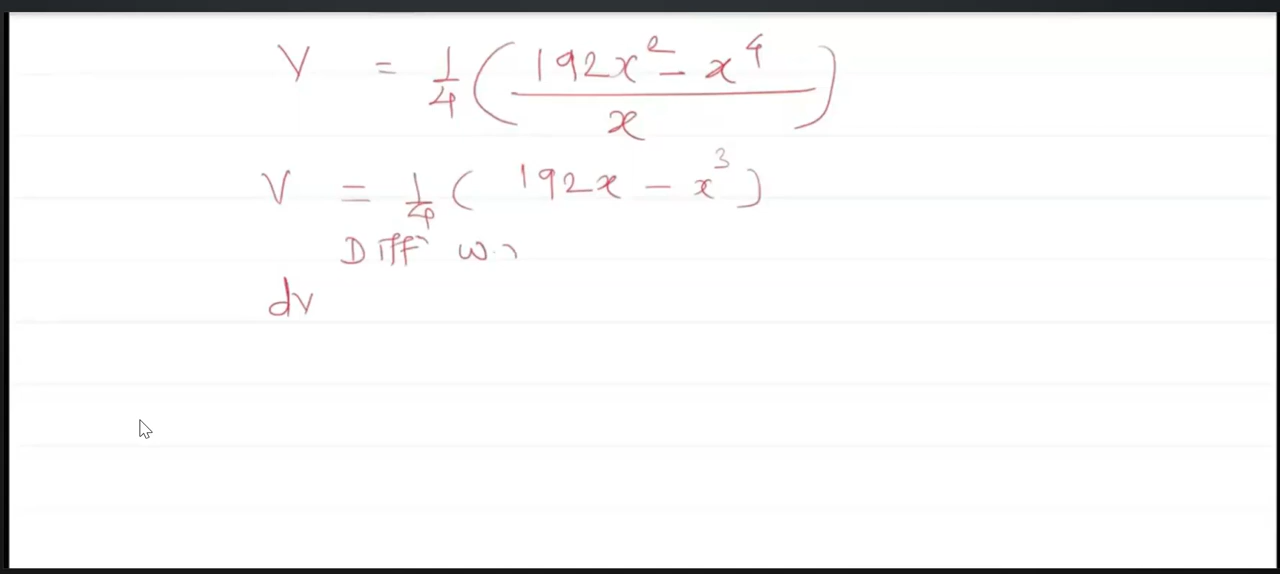 V = 1/4 ( (192x² - x⁴) / x )
V = 1/4 ( 192x - x³ )
Diff w.
dv